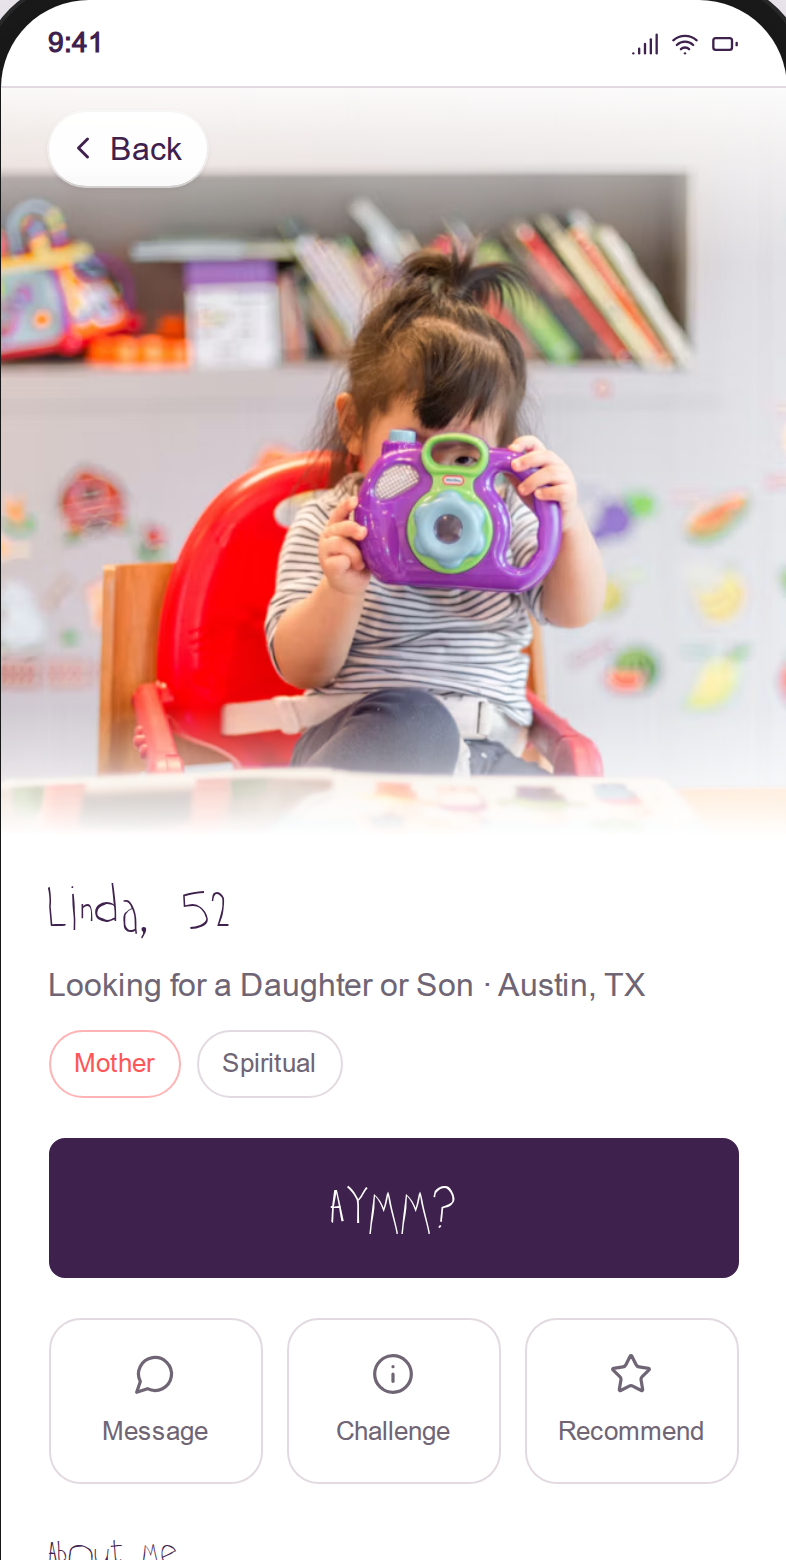 9:41
Back
Linda, 52
Looking for a Daughter or Son · Austin, TX
Mother
Spiritual
AYMM?
Message
Challenge
Recommend
About me